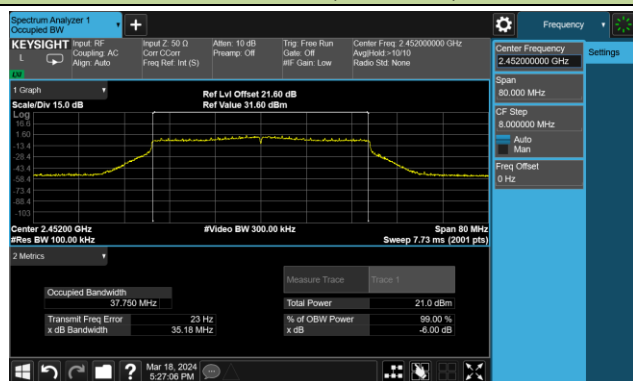 Spectrum Analyzer 1
Occupied BW
Frequency
KEYSIGHT
L
Input: RF
Coupling: AC
Align: Auto
Input Z: 50 Ω
Corr CCorr
Freq Ref: Int (S)
Atten: 10 dB
Preamp: Off
Trig: Free Run
Gate: Off
#IF Gain: Low
Center Freq: 2.452000000 GHz
Avg|Hold:>10/10
Radio Std: None
LW
Center Frequency
2.452000000 GHz
Settings
Span
80.000 MHz
CF Step
8.000000 MHz
Auto
Man
Freq Offset
0 Hz
1 Graph
Scale/Div 15.0 dB
Ref Lvl Offset 21.60 dB
Ref Value 31.60 dBm
Log
16.6
1.60
-13.4
-28.4
-43.4
-58.4
-73.4
-88.4
-103
Center 2.45200 GHz
#Res BW 100.00 kHz
#Video BW 300.00 kHz
Span 80 MHz
Sweep 7.73 ms (2001 pts)
2 Metrics
Measure Trace
Trace 1
Occupied Bandwidth
37.750 MHz
Total Power
21.0 dBm
Transmit Freq Error
23 Hz
% of OBW Power
99.00 %
x dB Bandwidth
35.18 MHz
x dB
-6.00 dB
?
Mar 18, 2024
5:27:06 PM